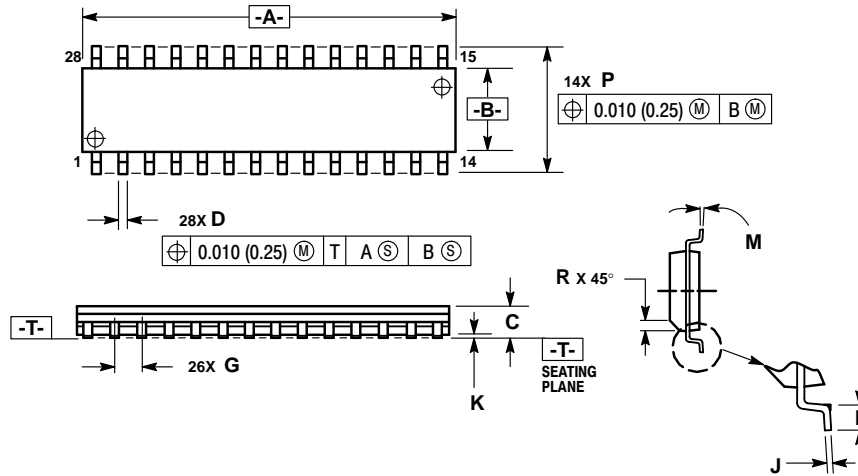 -A-
28
15
-B-
14X P
⌖ 0.010 (0.25) Ⓜ B Ⓜ
1
14
28X D
⌖ 0.010 (0.25) Ⓜ T A Ⓢ B Ⓢ
M
R X 45°
-T-
C
26X G
K
-T-
SEATING
PLANE
J